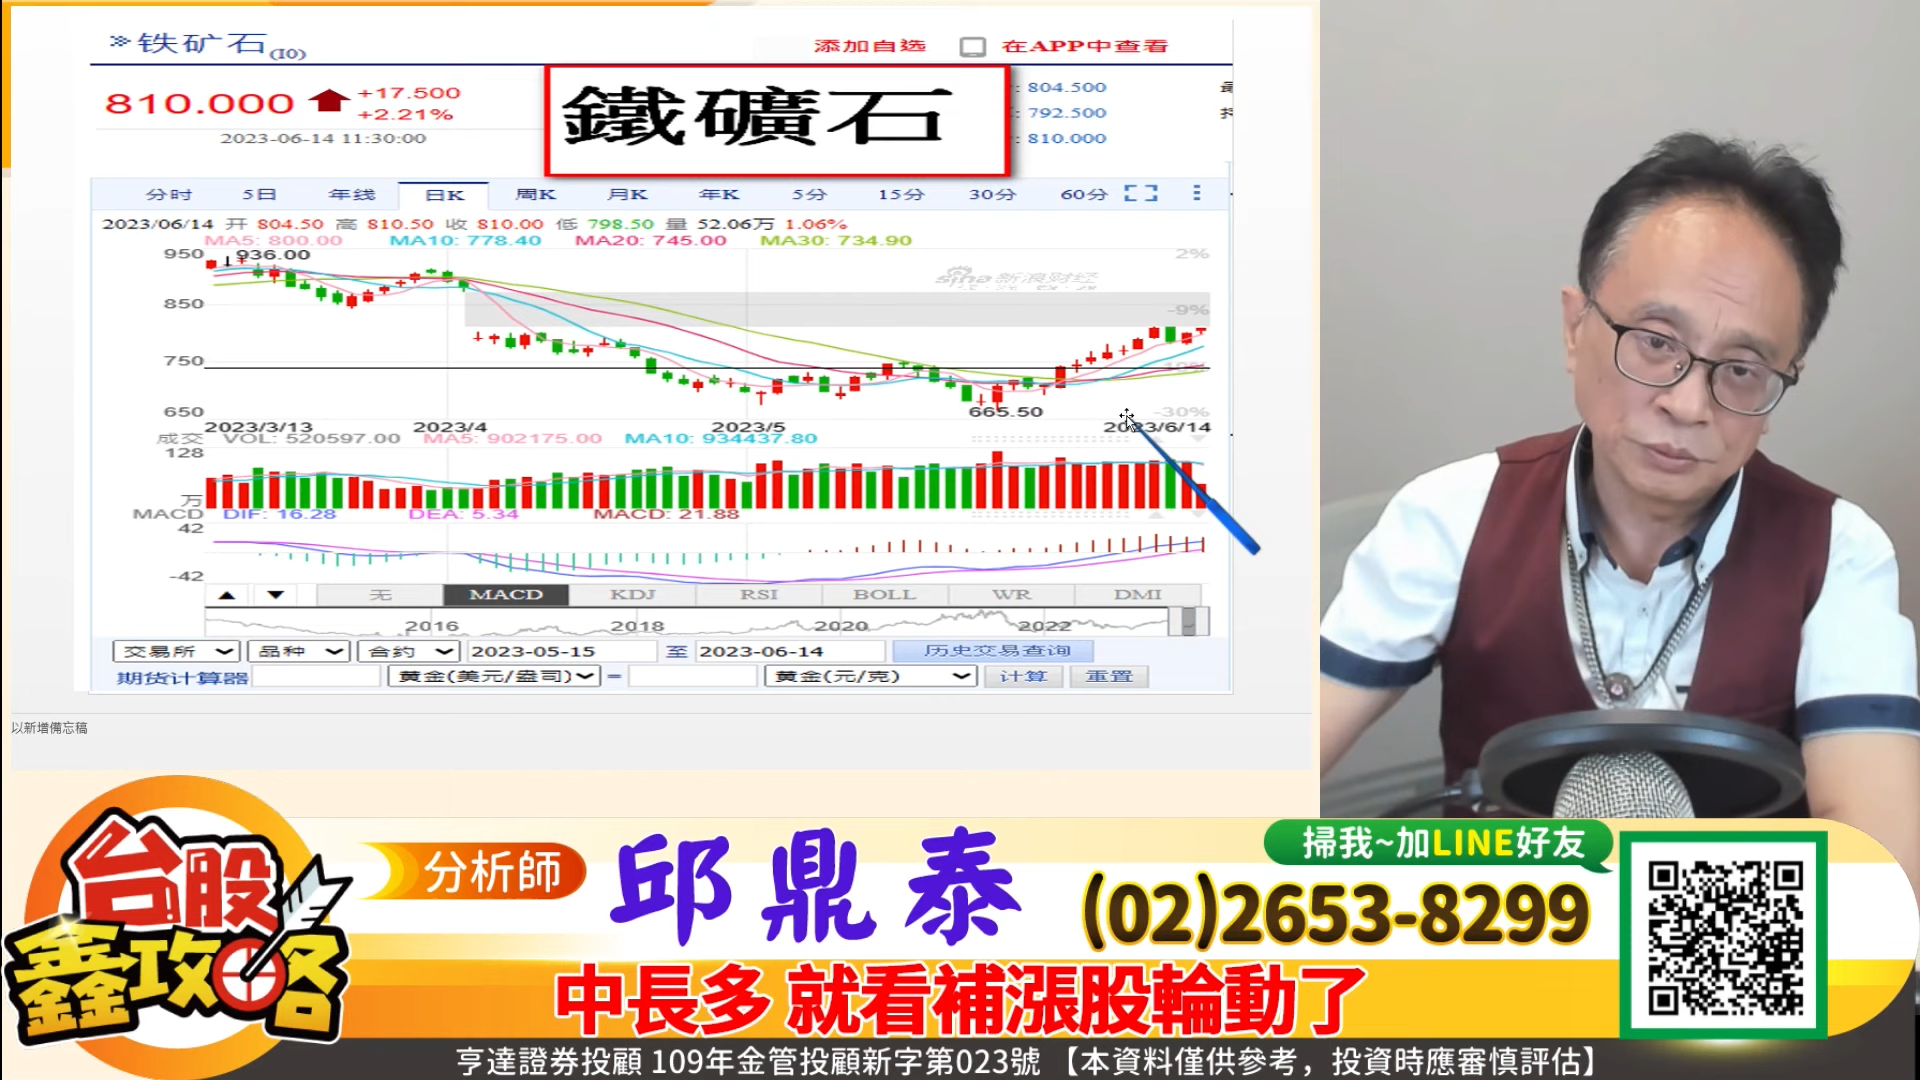 铁矿石(I0)
添加自选 在APP中查看
810.000 +17.500
+2.21%
2023-06-14 11:30:00
鐵礦石
: 804.500
: 792.500
: 810.000
分时 5日 年线 日K 周K 月K 年K 5分 15分 30分 60分
2023/06/14 开 804.50 高 810.50 收 810.00 低 798.50 量 52.06万 1.06%
MA5: 800.00 MA10: 778.40 MA20: 745.00 MA30: 734.90
950 936.00 2%
sina 新浪财经
850 -9%
750
650 665.50 -30%
2023/3/13 2023/4 2023/5 2023/6/14
成交 VOL: 520597.00 MA5: 902175.00 MA10: 934437.80
128
万
MACD DIF: 16.28 DEA: 5.34 MACD: 21.88
42
-42
▲ ▼ 无 MACD KDJ RSI BOLL WR DMI
2016 2018 2020 2022
交易所 品种 合约 2023-05-15 至 2023-06-14 历史交易查询
期货计算器 黄金(美元/盎司) = 黄金(元/克) 计算 重置
以新增備忘稿
台股
鑫攻略
分析師 邱鼎泰
掃我~加LINE好友
(02)2653-8299
中長多 就看補漲股輪動了
亨達證券投顧 109年金管投顧新字第023號 【本資料僅供參考，投資時應審慎評估】